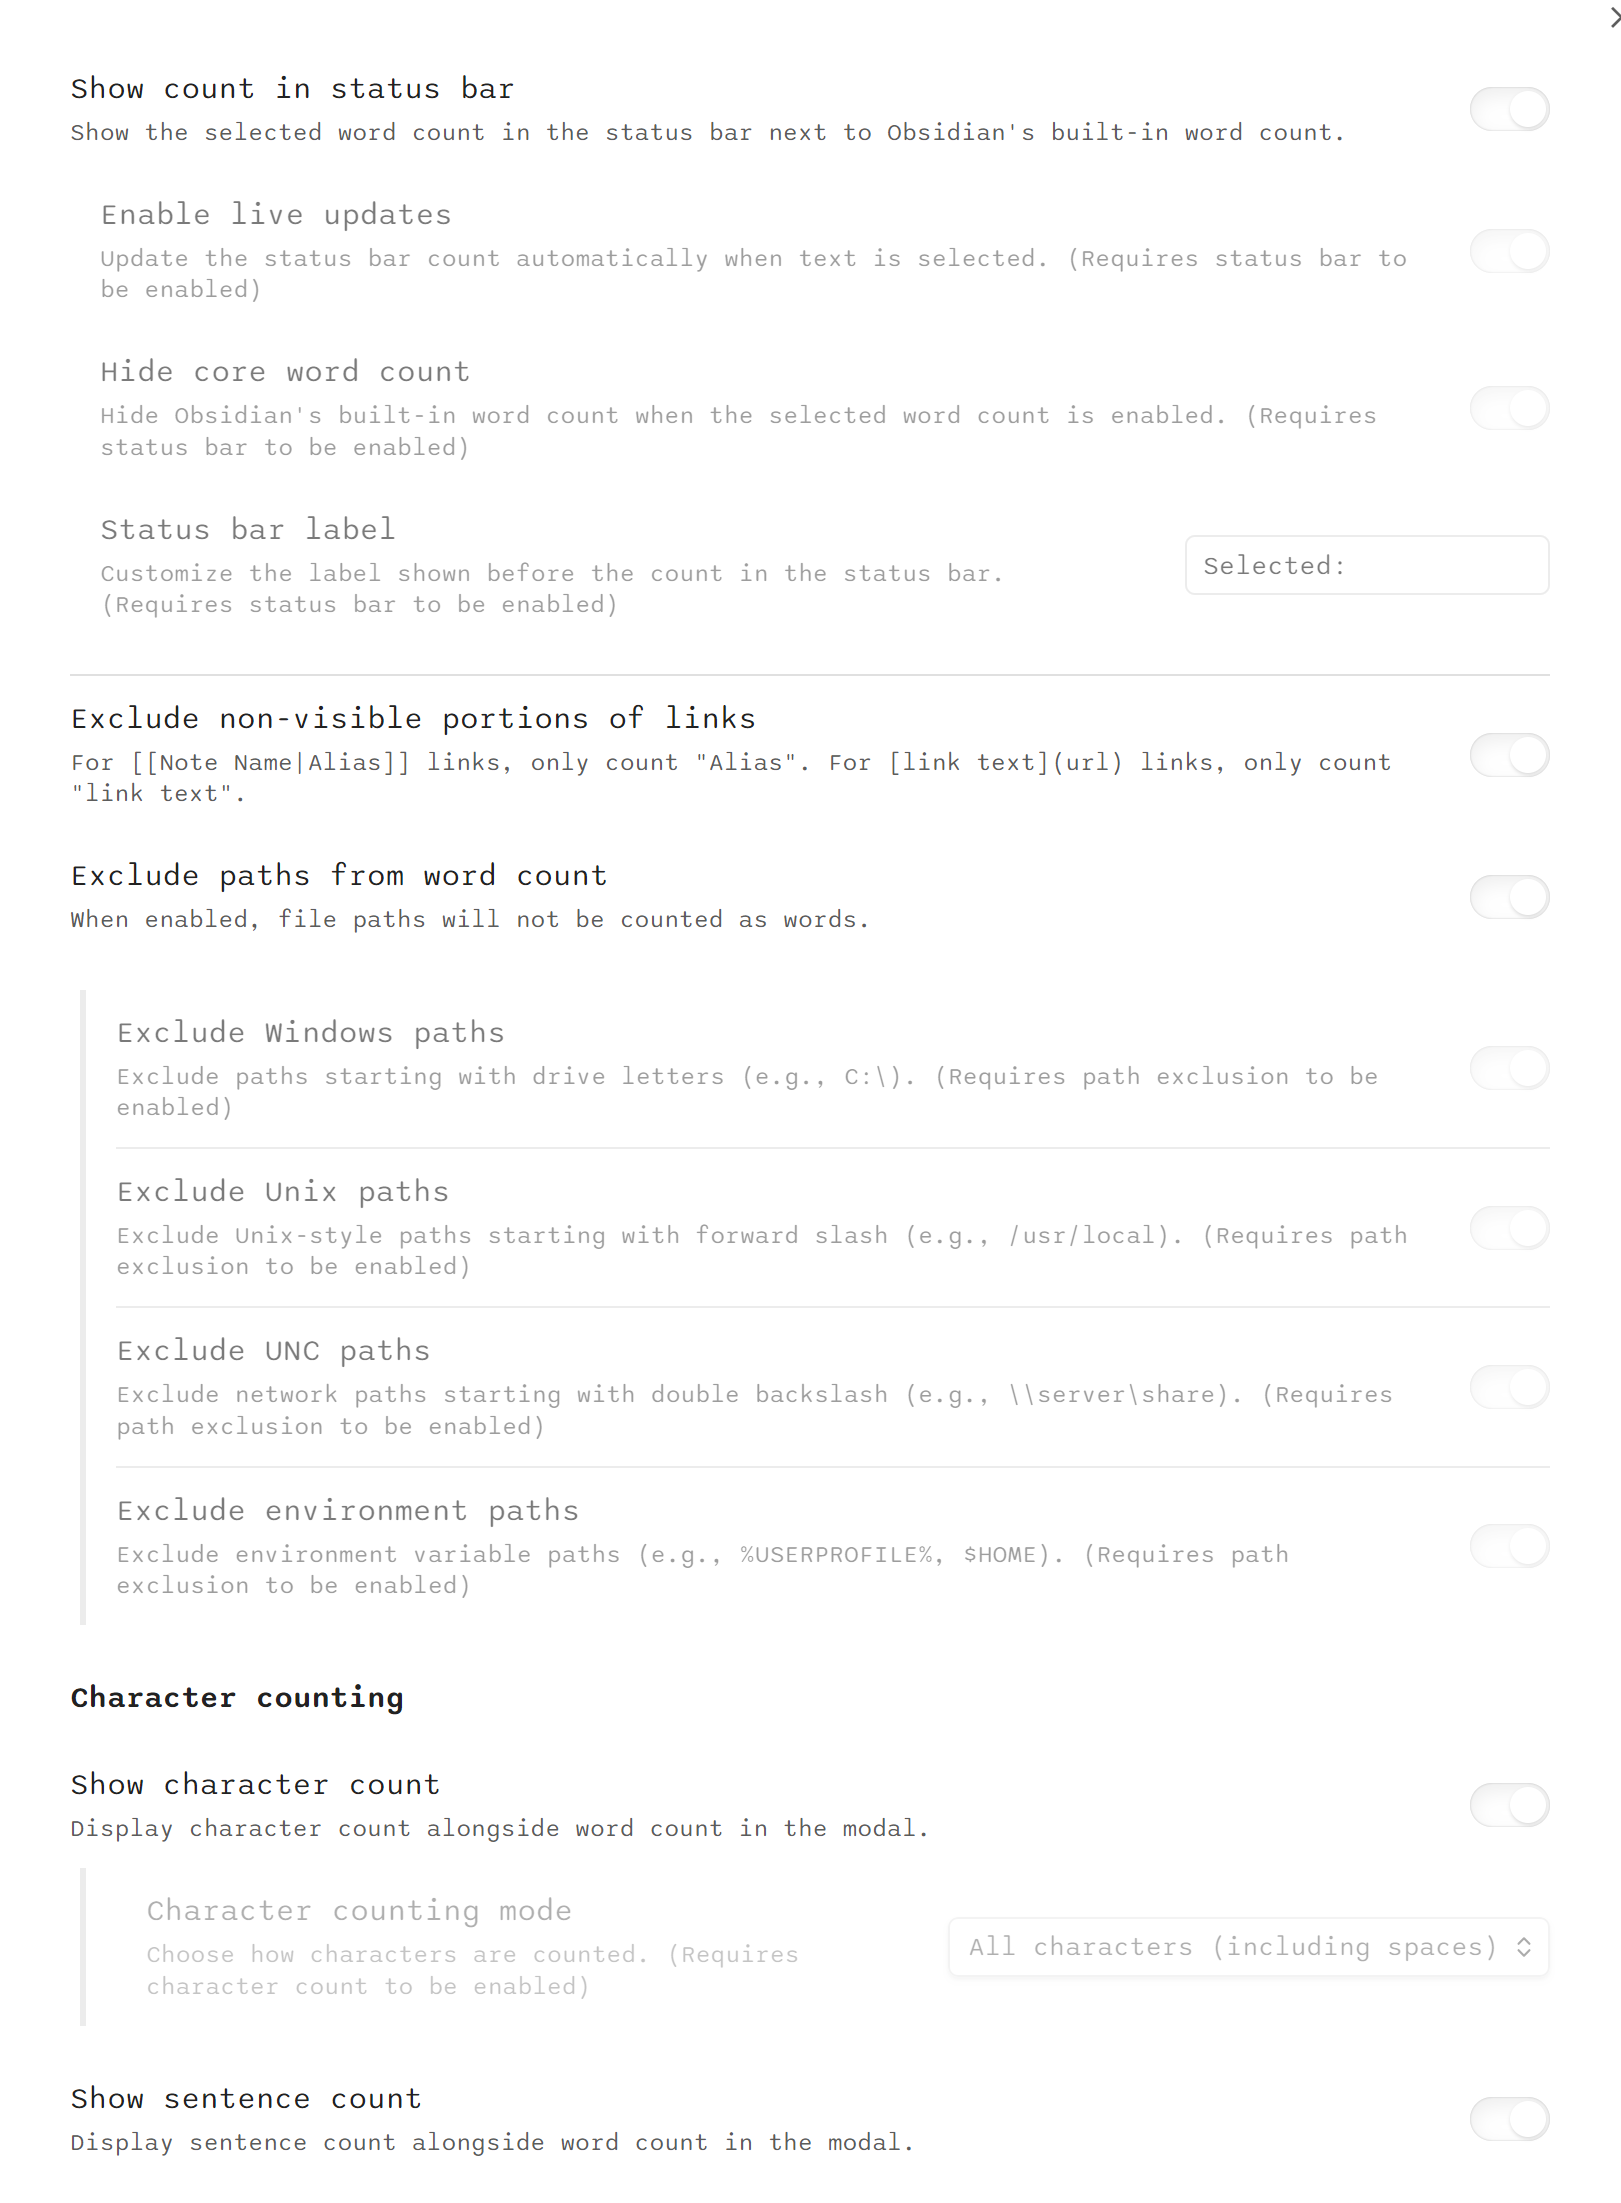 Show count in status bar
Show the selected word count in the status bar next to Obsidian's built-in word count.
Enable live updates
Update the status bar count automatically when text is selected. (Requires status bar to
be enabled)
Hide core word count
Hide Obsidian's built-in word count when the selected word count is enabled. (Requires
status bar to be enabled)
Status bar label
Customize the label shown before the count in the status bar.
(Requires status bar to be enabled)
Selected:
Exclude non-visible portions of links
For [[Note Name|Alias]] links, only count "Alias". For [link text](url) links, only count
"link text".
Exclude paths from word count
When enabled, file paths will not be counted as words.
Exclude Windows paths
Exclude paths starting with drive letters (e.g., C:\). (Requires path exclusion to be
enabled)
Exclude Unix paths
Exclude Unix-style paths starting with forward slash (e.g., /usr/local). (Requires path
exclusion to be enabled)
Exclude UNC paths
Exclude network paths starting with double backslash (e.g., \\server\share). (Requires
path exclusion to be enabled)
Exclude environment paths
Exclude environment variable paths (e.g., %USERPROFILE%, $HOME). (Requires path
exclusion to be enabled)
Character counting
Show character count
Display character count alongside word count in the modal.
Character counting mode
Choose how characters are counted. (Requires
character count to be enabled)
All characters (including spaces)
Show sentence count
Display sentence count alongside word count in the modal.